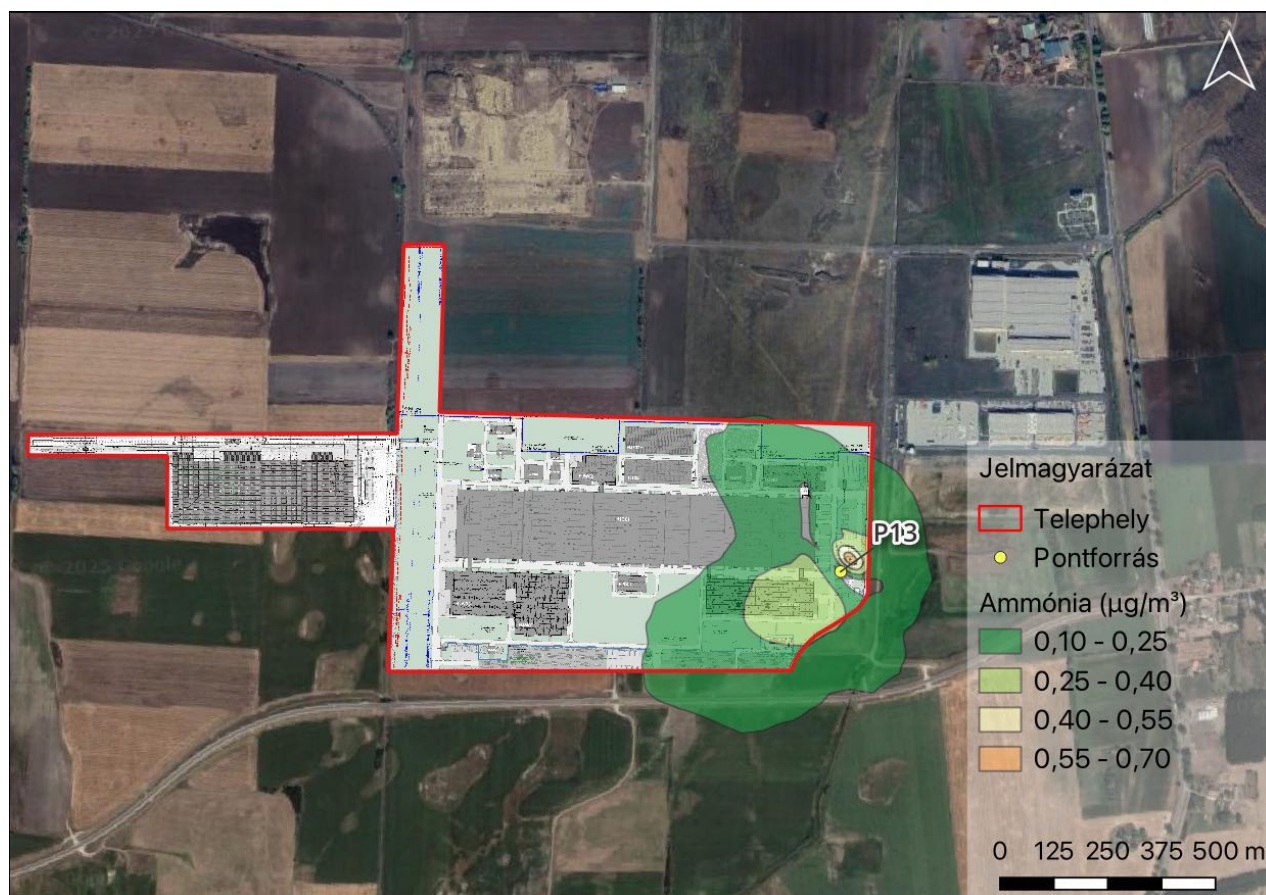 P13
Jelmagyarázat
Telephely
Pontforrás
Ammónia (µg/m³)
0,10 - 0,25
0,25 - 0,40
0,40 - 0,55
0,55 - 0,70
0 125 250 375 500 m